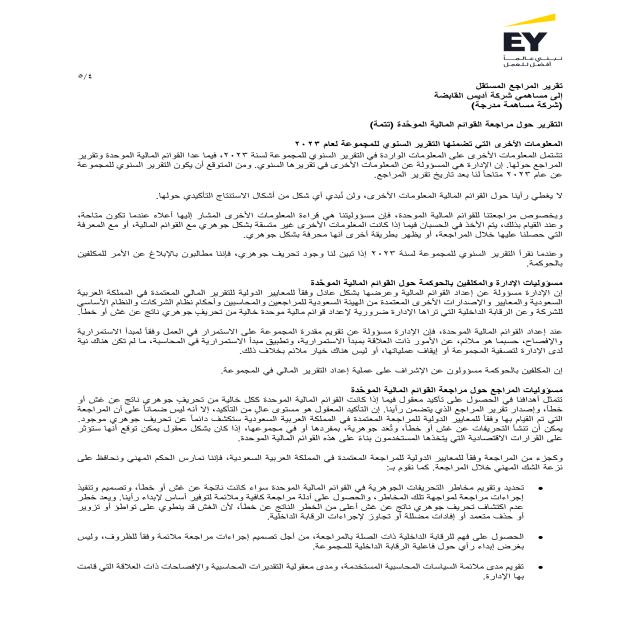 EY
نبني عالماً
أفضل للعمل
٥/٤
تقرير المراجع المستقل
إلى مساهمي شركة أديس القابضة
(شركة مساهمة مدرجة)
التقرير حول مراجعة القوائم المالية الموحّدة (تتمة)
المعلومات الأخرى التي تضمنها التقرير السنوي للمجموعة لعام ٢٠٢٣
تشتمل المعلومات الأخرى على المعلومات الواردة في التقرير السنوي للمجموعة لسنة ٢٠٢٣، فيما عدا القوائم المالية الموحدة وتقرير
المراجع حولها. إن الإدارة هي المسؤولة عن المعلومات الأخرى في تقريرها السنوي. ومن المتوقع أن يكون التقرير السنوي للمجموعة
عن عام ٢٠٢٣ متاحاً لنا بعد تاريخ تقرير المراجع.
لا يغطي رأينا حول القوائم المالية الموحدة المعلومات الأخرى، ولن نُبدي أي شكل من أشكال الاستنتاج التأكيدي حولها.
وبخصوص مراجعتنا للقوائم المالية الموحدة، فإن مسؤوليتنا هي قراءة المعلومات الأخرى المشار إليها أعلاه عندما تكون متاحة،
وعند القيام بذلك، يتم الأخذ في الحسبان فيما إذا كانت المعلومات الأخرى غير متسقة بشكل جوهري مع القوائم المالية، أو مع المعرفة
التي حصلنا عليها خلال المراجعة، أو يظهر بطريقة أخرى أنها محرفة بشكل جوهري.
وعندما نقرأ التقرير السنوي للمجموعة لسنة ٢٠٢٣ إذا تبين لنا وجود تحريف جوهري، فإننا مطالبون بالإبلاغ عن الأمر للمكلفين
بالحوكمة.
مسؤوليات الإدارة والمكلفين بالحوكمة حول القوائم المالية الموحّدة
إن الإدارة مسؤولة عن إعداد القوائم المالية وعرضها بشكل عادل وفقاً للمعايير الدولية للتقرير المالي المعتمدة في المملكة العربية
السعودية والمعايير والإصدارات الأخرى المعتمدة من الهيئة السعودية للمراجعين والمحاسبين وأحكام نظام الشركات والنظام الأساسي
للشركة وعن الرقابة الداخلية التي تراها الإدارة ضرورية لإعداد قوائم مالية موحدة خالية من تحريف جوهري ناتج عن غش أو خطأ.
عند إعداد القوائم المالية الموحدة، فإن الإدارة مسؤولة عن تقويم مقدرة المجموعة على الاستمرار في العمل وفقاً لمبدأ الاستمرارية
والإفصاح، حسبما هو ملائم، عن الأمور ذات العلاقة بمبدأ الاستمرارية، وتطبيق مبدأ الاستمرارية في المحاسبة، ما لم تكن هناك نية
لدى الإدارة لتصفية المجموعة أو إيقاف عملياتها، أو ليس هناك خيار ملائم بخلاف ذلك.
إن المكلفين بالحوكمة مسؤولون عن الإشراف على عملية إعداد التقرير المالي في المجموعة.
مسؤوليات المراجع حول مراجعة القوائم المالية الموحدة
تتمثل أهدافنا في الحصول على تأكيد معقول فيما إذا كانت القوائم المالية الموحدة ككل خالية من تحريف جوهري ناتج عن غش أو
خطأ، وإصدار تقرير المراجع الذي يتضمن رأينا. إن التأكيد المعقول هو مستوى عالٍ من التأكيد، إلا أنه ليس ضماناً على أن المراجعة
التي تم القيام بها وفقاً للمعايير الدولية للمراجعة المعتمدة في المملكة العربية السعودية ستكشف دائماً عن تحريف جوهري موجود.
يمكن أن تنشأ التحريفات عن غش أو خطأ، وتُعد جوهرية، بمفردها أو في مجموعها، إذا كان بشكل معقول يمكن توقع أنها ستؤثر
على القرارات الاقتصادية التي يتخذها المستخدمون بناءً على هذه القوائم المالية الموحدة.
وكجزء من المراجعة وفقاً للمعايير الدولية للمراجعة المعتمدة في المملكة العربية السعودية، فإننا نمارس الحكم المهني ونحافظ على
نزعة الشك المهني خلال المراجعة. كما نقوم بـ:
• تحديد وتقويم مخاطر التحريفات الجوهرية في القوائم المالية الموحدة سواء كانت ناتجة عن غش أو خطأ، وتصميم وتنفيذ
إجراءات مراجعة لمواجهة تلك المخاطر، والحصول على أدلة مراجعة كافية وملائمة لتوفير أساس لإبداء رأينا. ويعد خطر
عدم اكتشاف تحريف جوهري ناتج عن غش أعلى من الخطر الناتج عن خطأ، لأن الغش قد ينطوي على تواطؤ أو تزوير
أو حذف متعمد أو إفادات مضللة أو تجاوز لإجراءات الرقابة الداخلية.
• الحصول على فهم للرقابة الداخلية ذات الصلة بالمراجعة، من أجل تصميم إجراءات مراجعة ملائمة وفقاً للظروف، وليس
بغرض إبداء رأي حول فاعلية الرقابة الداخلية للمجموعة.
• تقويم مدى ملائمة السياسات المحاسبية المستخدمة، ومدى معقولية التقديرات المحاسبية والإفصاحات ذات العلاقة التي قامت
بها الإدارة.